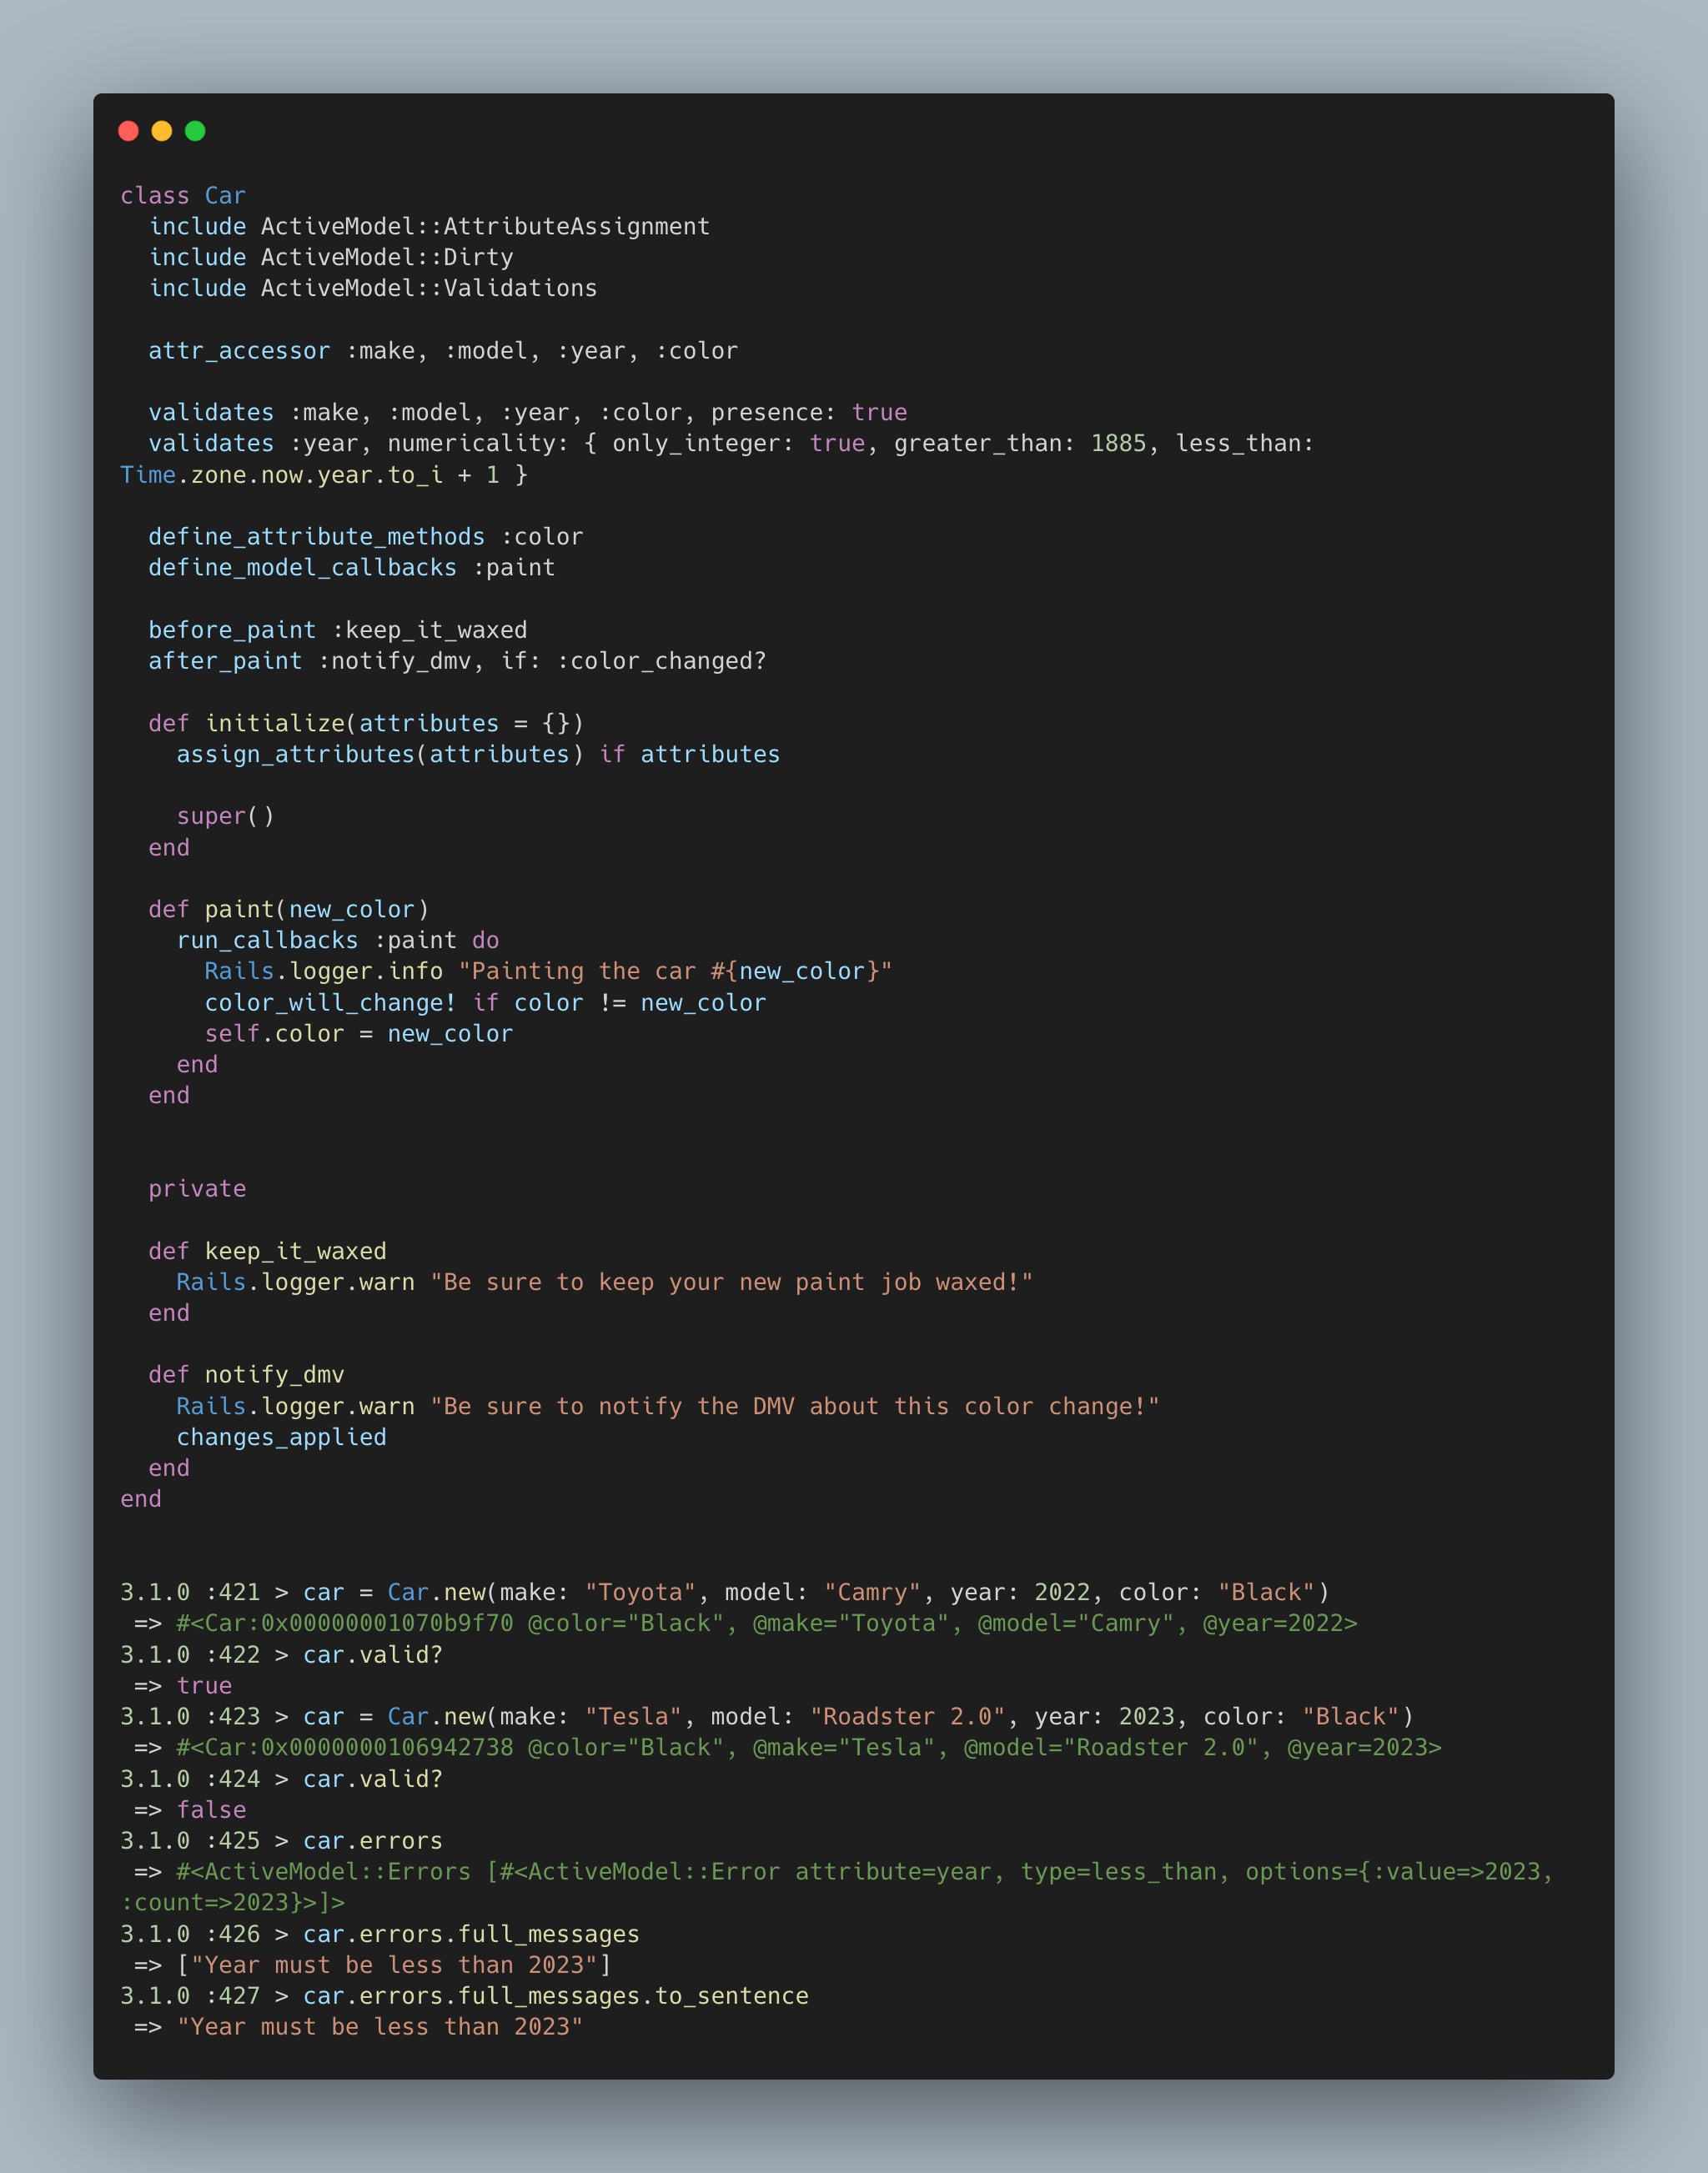 class Car
  include ActiveModel::AttributeAssignment
  include ActiveModel::Dirty
  include ActiveModel::Validations

  attr_accessor :make, :model, :year, :color

  validates :make, :model, :year, :color, presence: true
  validates :year, numericality: { only_integer: true, greater_than: 1885, less_than:
Time.zone.now.year.to_i + 1 }

  define_attribute_methods :color
  define_model_callbacks :paint

  before_paint :keep_it_waxed
  after_paint :notify_dmv, if: :color_changed?

  def initialize(attributes = {})
    assign_attributes(attributes) if attributes

    super()
  end

  def paint(new_color)
    run_callbacks :paint do
      Rails.logger.info "Painting the car #{new_color}"
      color_will_change! if color != new_color
      self.color = new_color
    end
  end


  private

  def keep_it_waxed
    Rails.logger.warn "Be sure to keep your new paint job waxed!"
  end

  def notify_dmv
    Rails.logger.warn "Be sure to notify the DMV about this color change!"
    changes_applied
  end
end


3.1.0 :421 > car = Car.new(make: "Toyota", model: "Camry", year: 2022, color: "Black")
 => #<Car:0x00000001070b9f70 @color="Black", @make="Toyota", @model="Camry", @year=2022>
3.1.0 :422 > car.valid?
 => true
3.1.0 :423 > car = Car.new(make: "Tesla", model: "Roadster 2.0", year: 2023, color: "Black")
 => #<Car:0x0000000106942738 @color="Black", @make="Tesla", @model="Roadster 2.0", @year=2023>
3.1.0 :424 > car.valid?
 => false
3.1.0 :425 > car.errors
 => #<ActiveModel::Errors [#<ActiveModel::Error attribute=year, type=less_than, options={:value=>2023,
:count=>2023}>]>
3.1.0 :426 > car.errors.full_messages
 => ["Year must be less than 2023"]
3.1.0 :427 > car.errors.full_messages.to_sentence
 => "Year must be less than 2023"